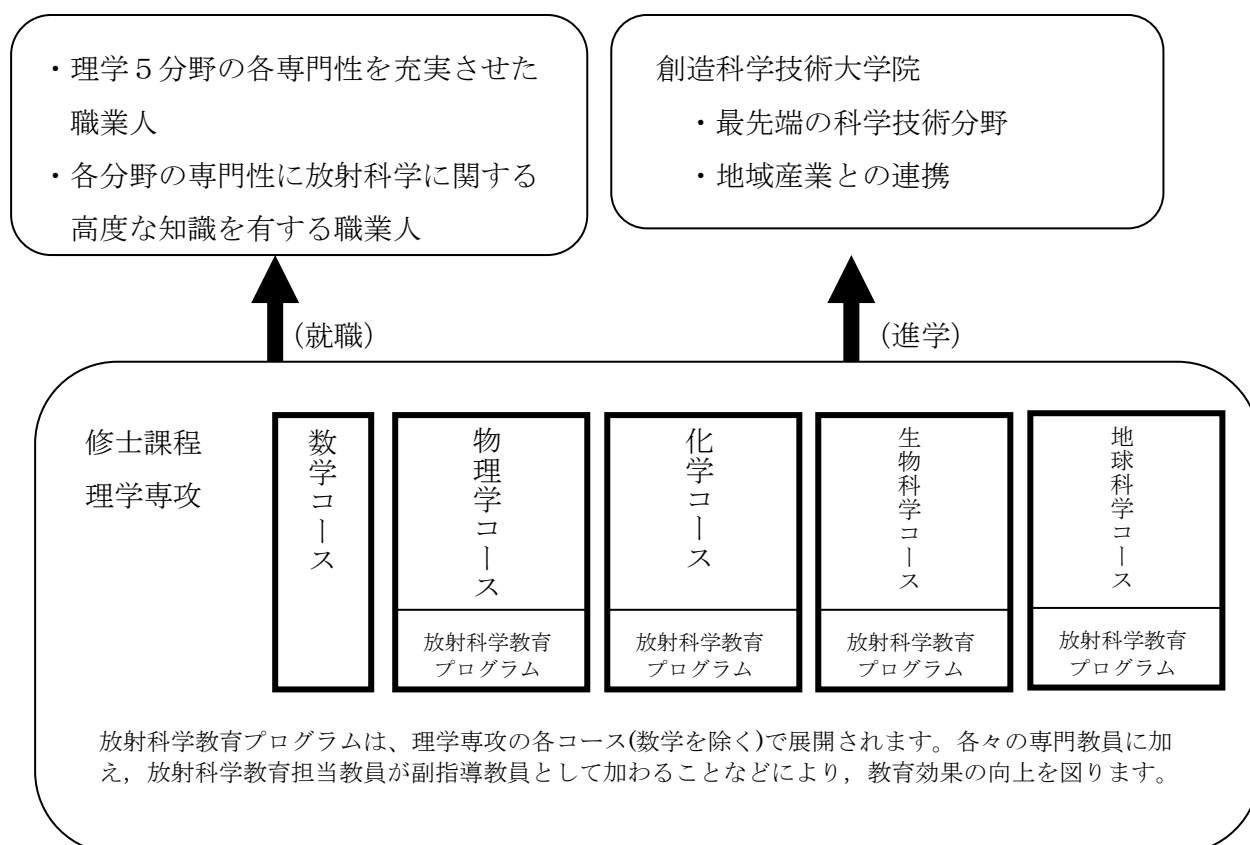 ・理学５分野の各専門性を充実させた
職業人
・各分野の専門性に放射科学に関する
高度な知識を有する職業人
創造科学技術大学院
・最先端の科学技術分野
・地域産業との連携
(就職)
(進学)
修士課程
理学専攻
数学コース
物理学コース
化学コース
生物科学コース
地球科学コース
放射科学教育
プログラム
放射科学教育
プログラム
放射科学教育
プログラム
放射科学教育
プログラム
放射科学教育プログラムは、理学専攻の各コース(数学を除く)で展開されます。各々の専門教員に加
え，放射科学教育担当教員が副指導教員として加わることなどにより，教育効果の向上を図ります。